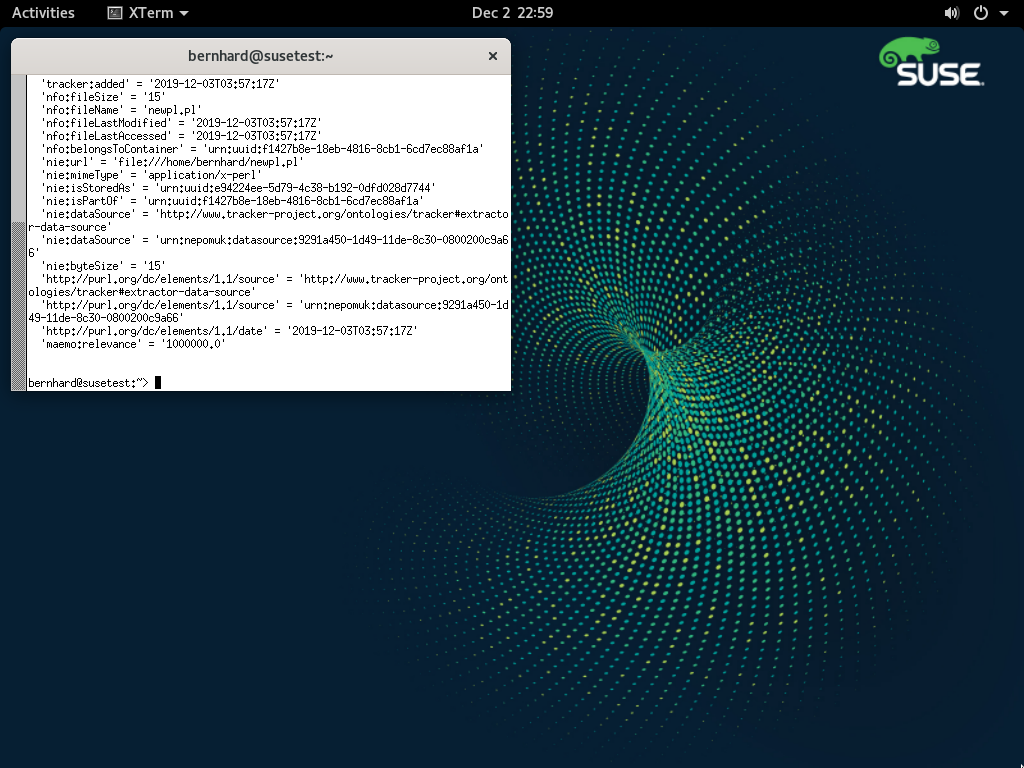 Activities XTerm Dec 2 22:59
SUSE
bernhard@susetest:~
'tracker:added' = '2019-12-03T03:57:17Z'
'nfo:fileSize' = '15'
'nfo:fileName' = 'newpl.pl'
'nfo:fileLastModified' = '2019-12-03T03:57:17Z'
'nfo:fileLastAccessed' = '2019-12-03T03:57:17Z'
'nfo:belongsToContainer' = 'urn:uuid:f1427b8e-18eb-4816-8cb1-6cd7ec88af1a'
'nie:url' = 'file:///home/bernhard/newpl.pl'
'nie:mimeType' = 'application/x-perl'
'nie:isStoredAs' = 'urn:uuid:e94224ee-5d79-4c38-b192-0dfd028d7744'
'nie:isPartOf' = 'urn:uuid:f1427b8e-18eb-4816-8cb1-6cd7ec88af1a'
'nie:dataSource' = 'http://www.tracker-project.org/ontologies/tracker#extracto
r-data-source'
'nie:dataSource' = 'urn:nepomuk:datasource:9291a450-1d49-11de-8c30-0800200c9a6
6'
'nie:byteSize' = '15'
'http://purl.org/dc/elements/1.1/source' = 'http://www.tracker-project.org/ont
ologies/tracker#extractor-data-source'
'http://purl.org/dc/elements/1.1/source' = 'urn:nepomuk:datasource:9291a450-1d
49-11de-8c30-0800200c9a66'
'http://purl.org/dc/elements/1.1/date' = '2019-12-03T03:57:17Z'
'maemo:relevance' = '1000000.0'
bernhard@susetest:~>